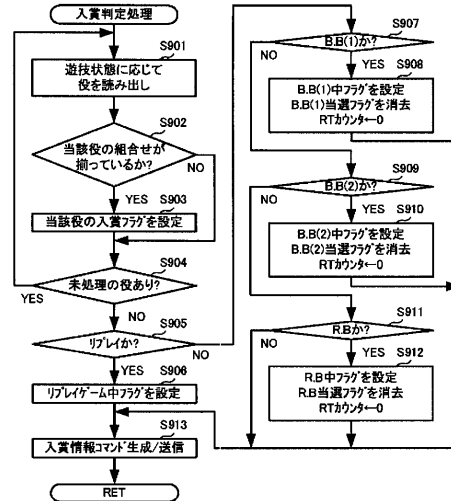 入賞判定処理
S901
遊技状態に応じて
役を読み出し
S902
当該役の組合せが
揃っているか?
NO
YES
S903
当該役の入賞フラグを設定
S904
未処理の役あり?
YES
NO
S905
リプレイか?
NO
YES
S906
リプレイゲーム中フラグを設定
S913
入賞情報コマンド生成/送信
RET
S907
B.B(1)か?
NO
YES
S908
B.B(1)中フラグを設定
B.B(1)当選フラグを消去
RTカウンタ←0
S909
B.B(2)か?
NO
YES
S910
B.B(2)中フラグを設定
B.B(2)当選フラグを消去
RTカウンタ←0
S911
R.Bか?
NO
YES
S912
R.B中フラグを設定
R.B当選フラグを消去
RTカウンタ←0